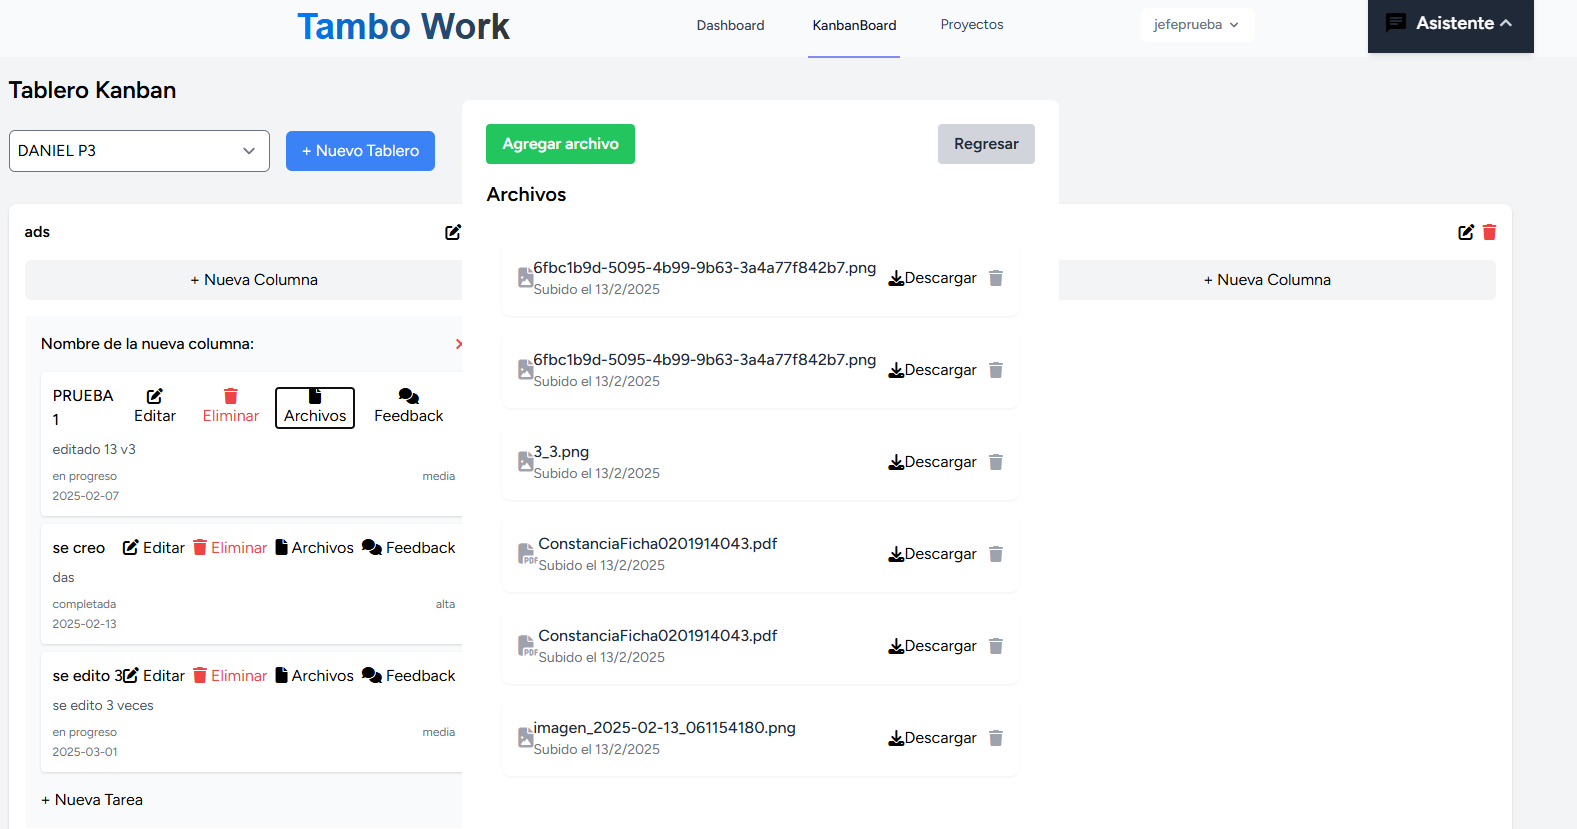 Tambo Work
Dashboard
KanbanBoard
Proyectos
jefeprueba
Asistente
Tablero Kanban
DANIEL P3
+ Nuevo Tablero
ads
+ Nueva Columna
Nombre de la nueva columna:
PRUEBA
1
Editar
Eliminar
Archivos
Feedback
editado 13 v3
en progreso
media
2025-02-07
se creo
Editar
Eliminar
Archivos
Feedback
das
completada
alta
2025-02-13
se edito 3
Editar
Eliminar
Archivos
Feedback
se edito 3 veces
en progreso
media
2025-03-01
+ Nueva Tarea
Agregar archivo
Regresar
Archivos
6fbc1b9d-5095-4b99-9b63-3a4a77f842b7.png
Subido el 13/2/2025
Descargar
6fbc1b9d-5095-4b99-9b63-3a4a77f842b7.png
Subido el 13/2/2025
Descargar
3_3.png
Subido el 13/2/2025
Descargar
PDF
ConstanciaFicha0201914043.pdf
Subido el 13/2/2025
Descargar
PDF
ConstanciaFicha0201914043.pdf
Subido el 13/2/2025
Descargar
imagen_2025-02-13_061154180.png
Subido el 13/2/2025
Descargar
+ Nueva Columna